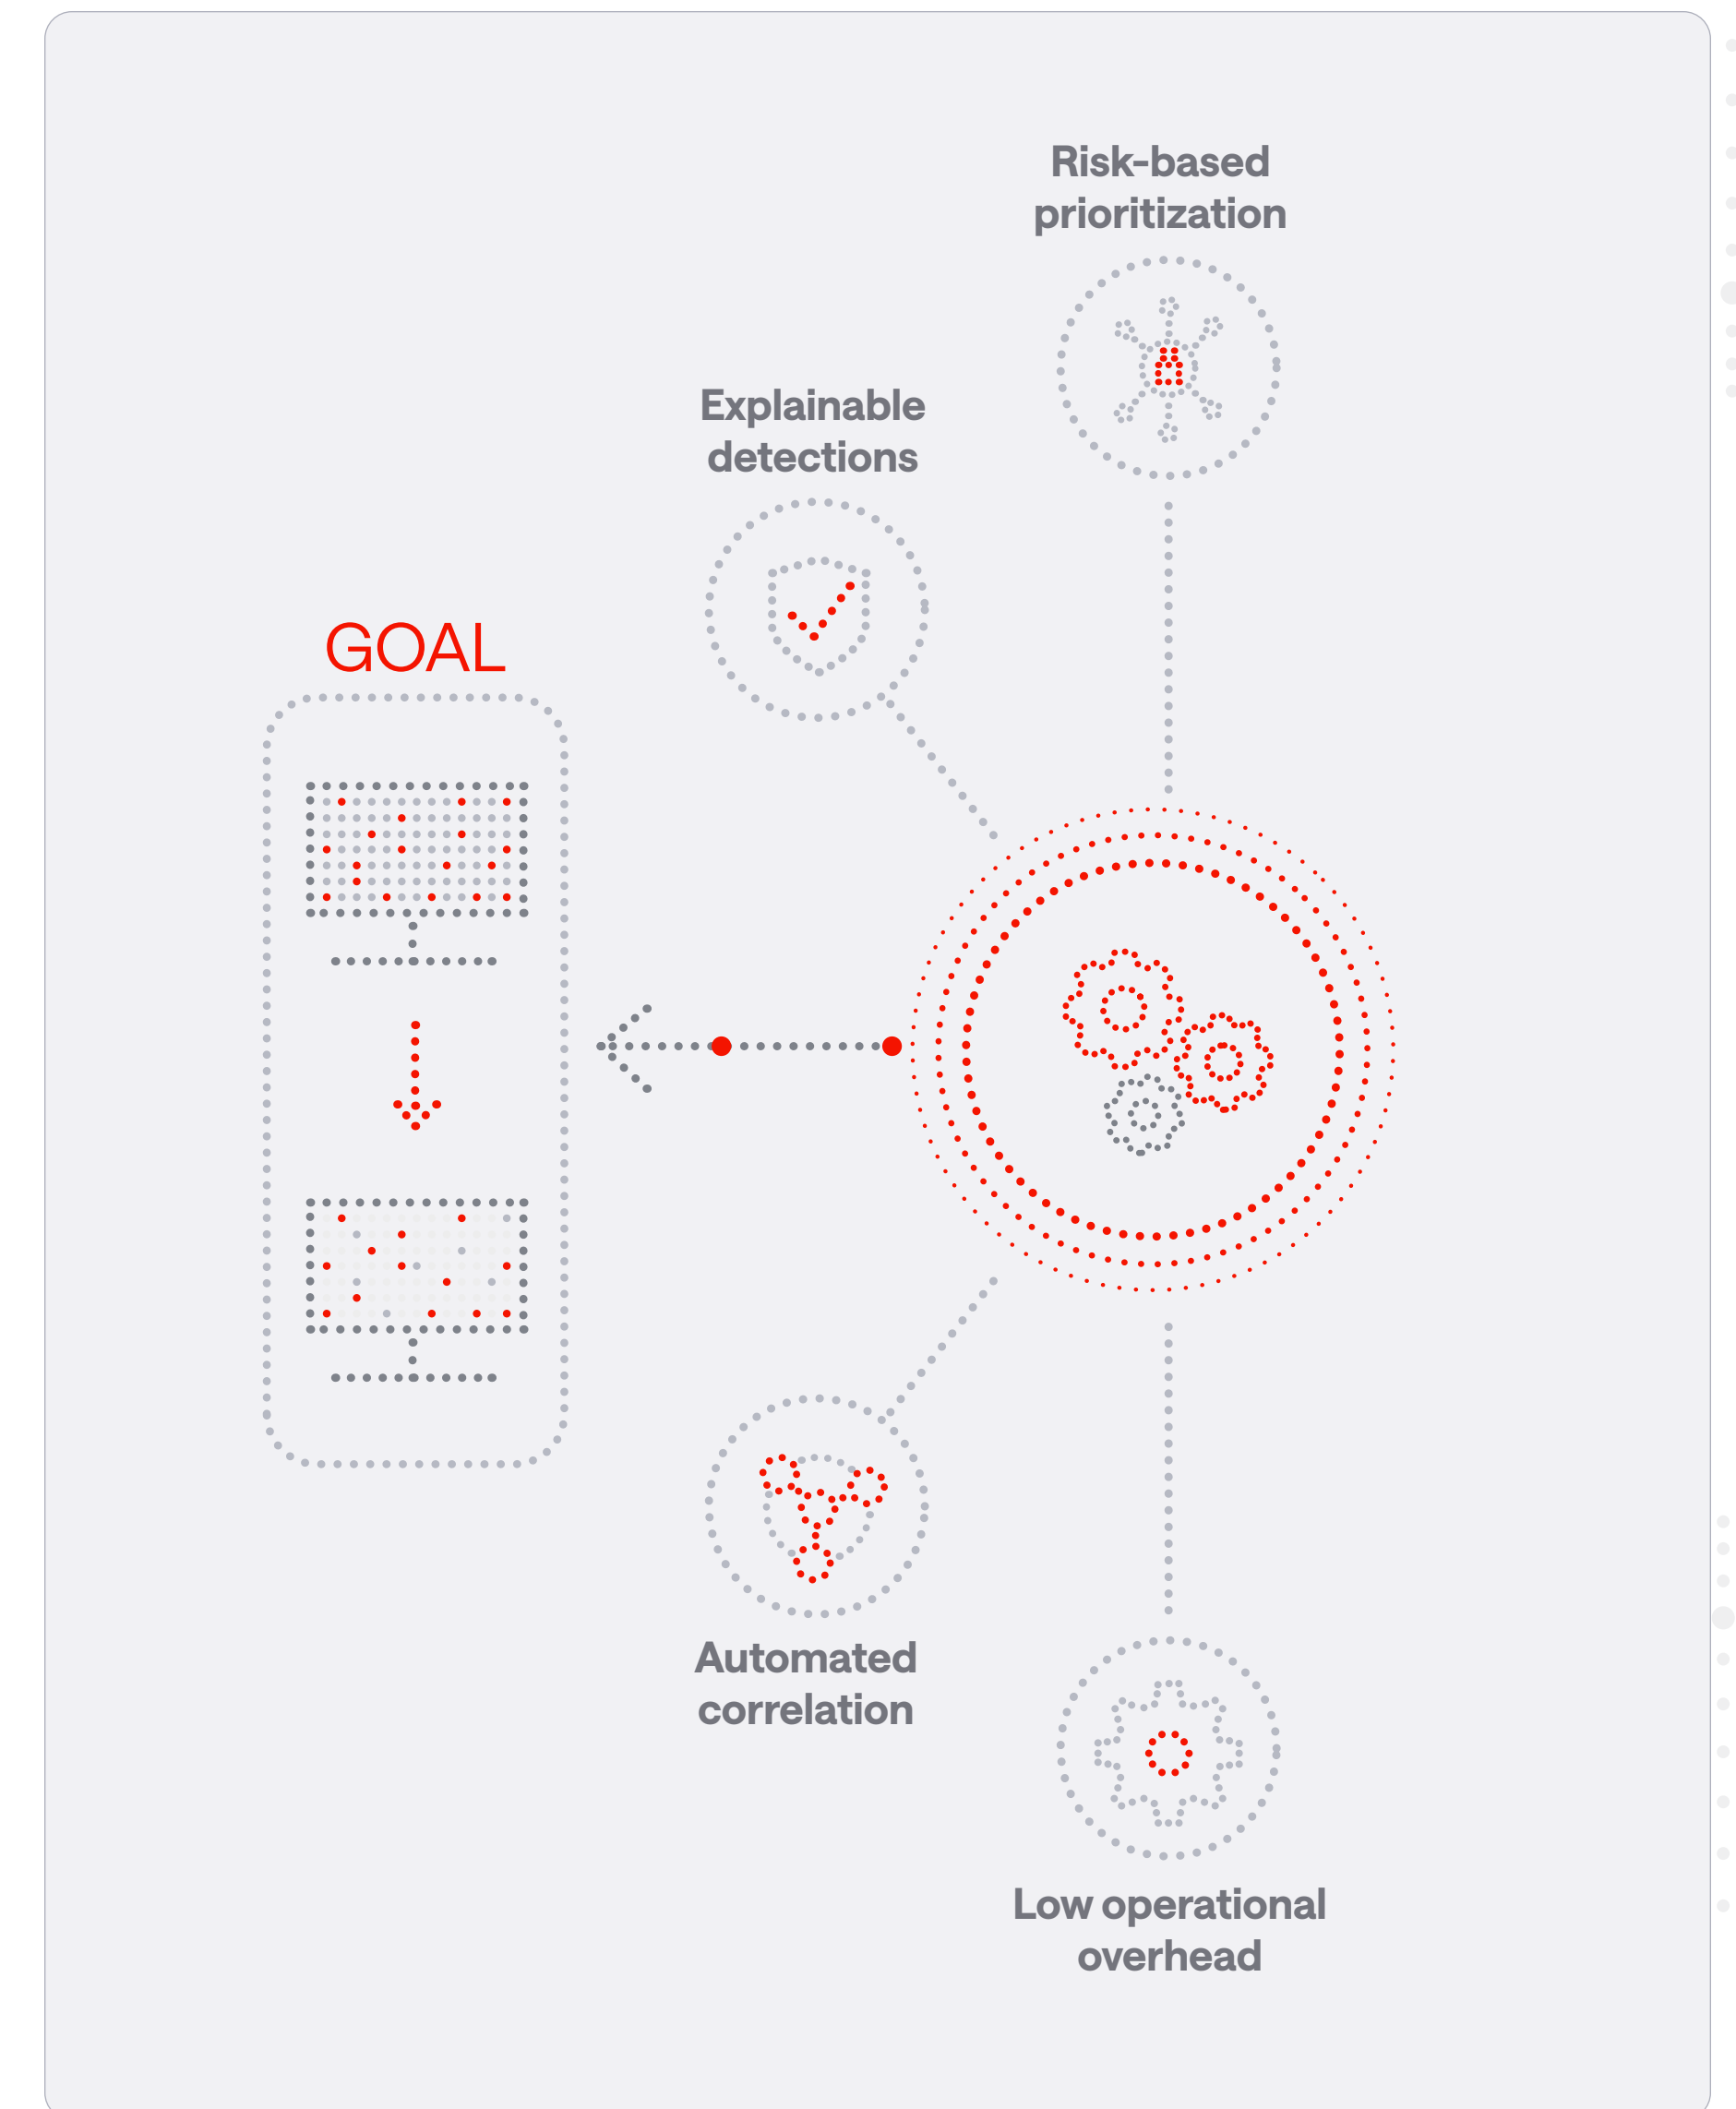 Risk-based
prioritization
Explainable
detections
GOAL
Automated
correlation
Low operational
overhead